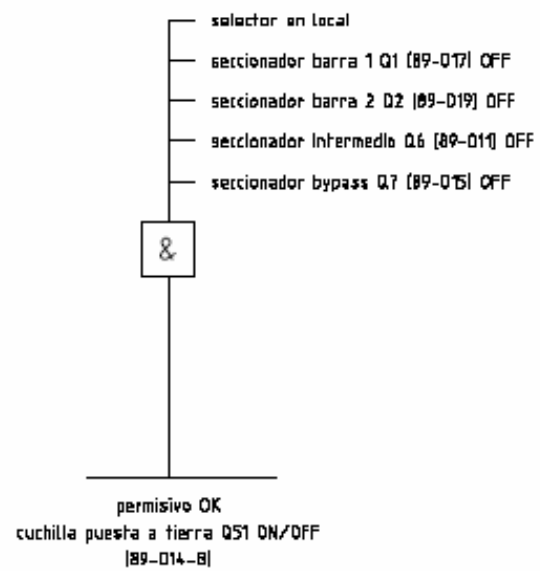 selector en local
seccionador barra 1 Q1 (89-017) OFF
seccionador barra 2 Q2 (89-019) OFF
seccionador intermedio Q6 (89-011) OFF
seccionador bypass Q7 (89-015) OFF
&
permisivo OK
cuchilla puesta a tierra Q51 ON/OFF
(89-014-8)